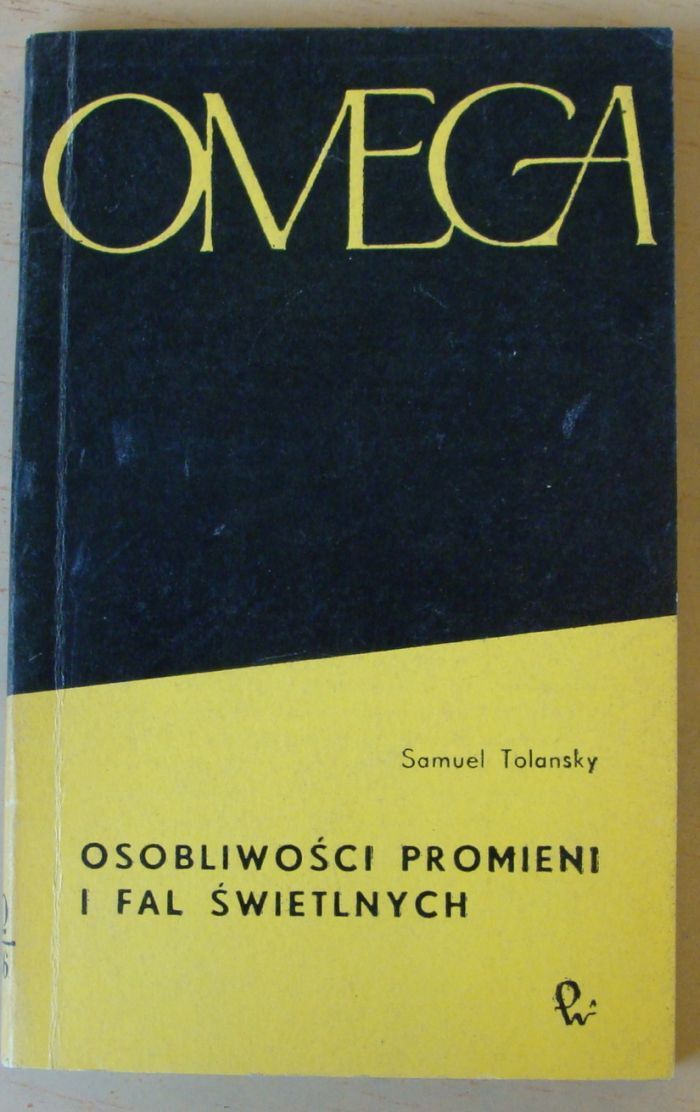 OMEGA
Samuel Tolansky
OSOBLIWOŚCI PROMIENI
I FAL ŚWIETLNYCH